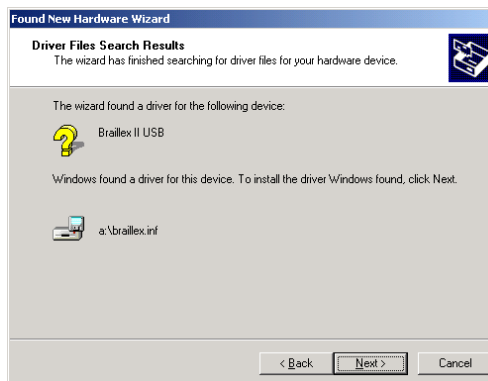 Found New Hardware Wizard
Driver Files Search Results
The wizard has finished searching for driver files for your hardware device.
The wizard found a driver for the following device:
Braillex II USB
Windows found a driver for this device. To install the driver Windows found, click Next.
a:\braillex.inf
< Back
Next >
Cancel